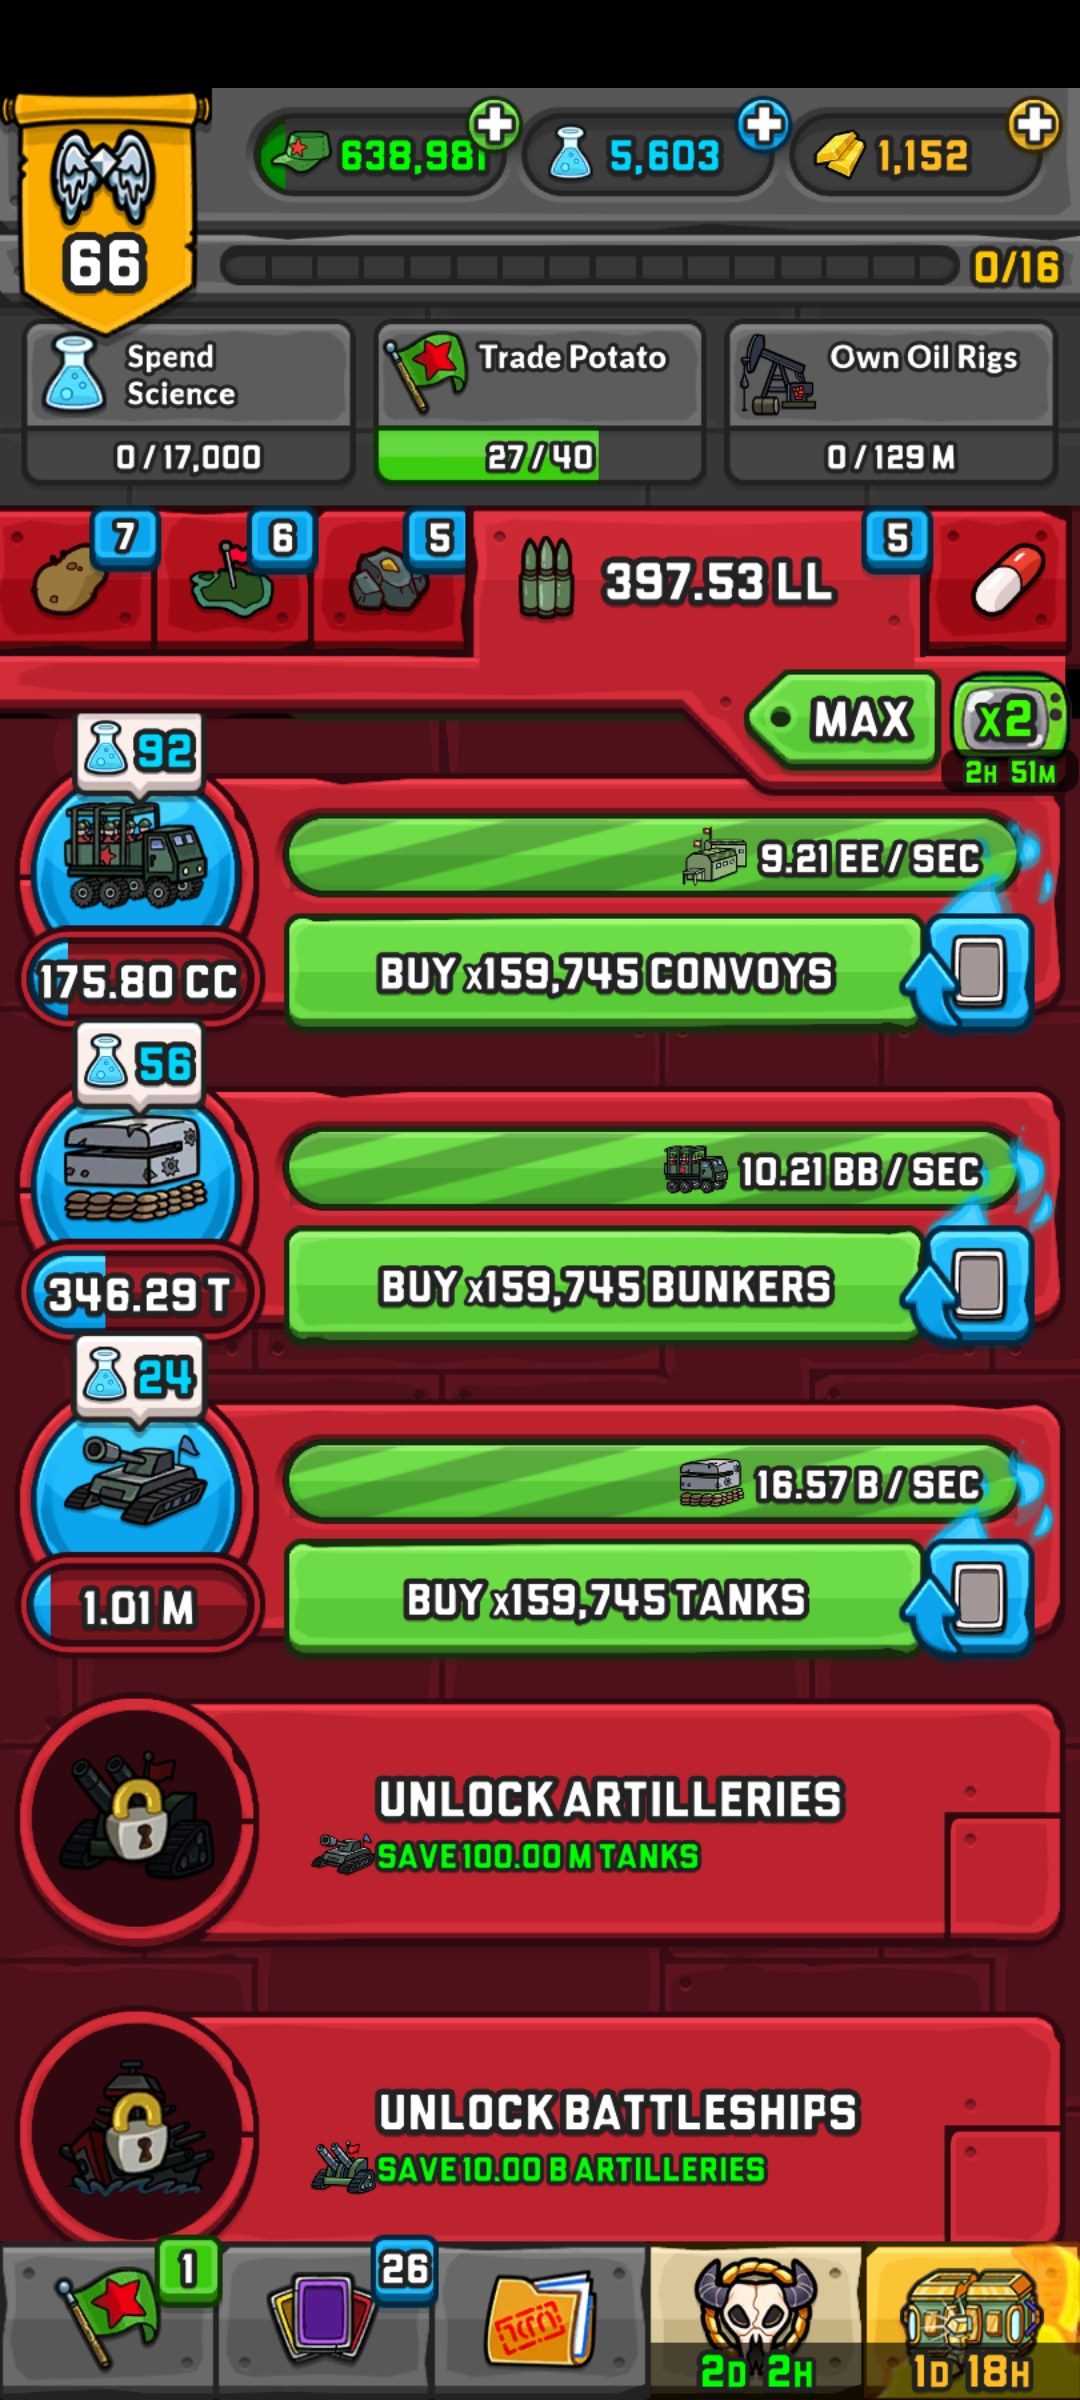 638,981
5,603
1,152
66
0/16
Spend
Science
0/17,000
Trade Potato
27/40
Own Oil Rigs
0/129 M
7
6
5
397.53 LL
5
MAX
x2
2H 51M
92
9.21 EE / SEC
175.80 CC
BUY x159,745 CONVOYS
56
10.21 BB / SEC
346.29 T
BUY x159,745 BUNKERS
24
16.57 B / SEC
1.01 M
BUY x159,745 TANKS
UNLOCK ARTILLERIES
SAVE 100.00 M TANKS
UNLOCK BATTLESHIPS
SAVE 10.00 B ARTILLERIES
1
26
2D 2H
1D 18H